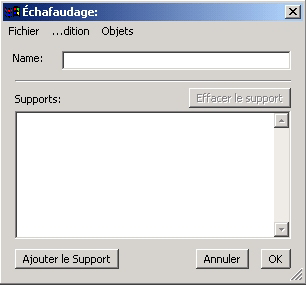 Échafaudage:
Fichier ...dition Objets
Name:
Supports: Effacer le support
Ajouter le Support Annuler OK